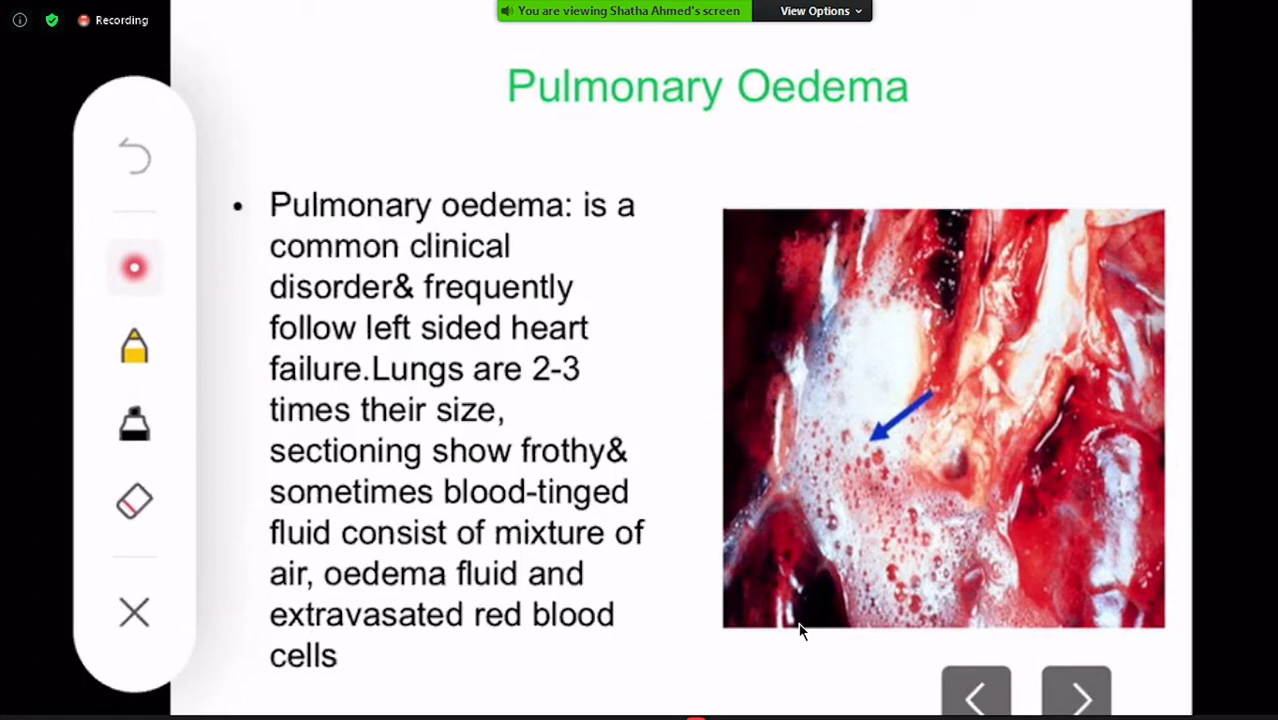 Recording
You are viewing Shatha Ahmed's screen
View Options
Pulmonary Oedema
• Pulmonary oedema: is a
common clinical
disorder& frequently
follow left sided heart
failure.Lungs are 2-3
times their size,
sectioning show frothy&
sometimes blood-tinged
fluid consist of mixture of
air, oedema fluid and
extravasated red blood
cells